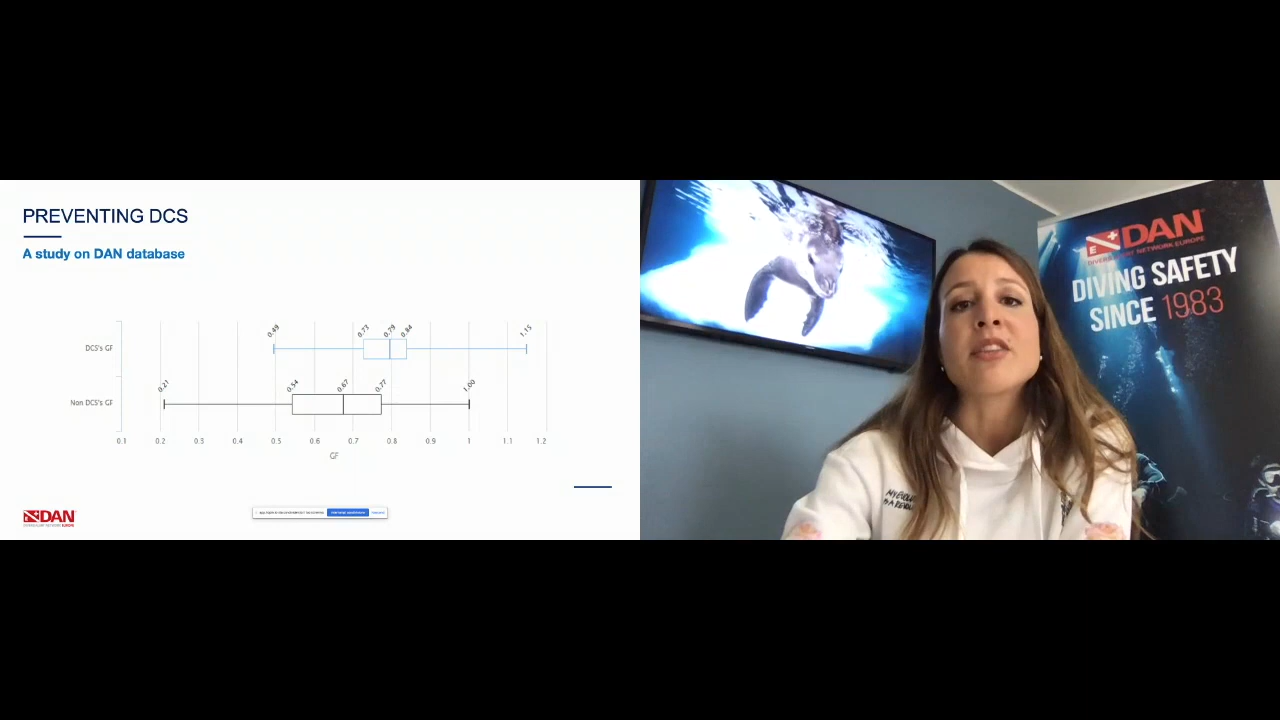 PREVENTING DCS
A study on DAN database
DCS's GF
0.49
0.73
0.79
0.84
1.15
Non DCS's GF
0.21
0.54
0.67
0.77
1.00
0.1 0.2 0.3 0.4 0.5 0.6 0.7 0.8 0.9 1 1.1 1.2
GF
DAN
DAN
DIVERS ALERT NETWORK EUROPE
DIVING SAFETY
SINCE 1983